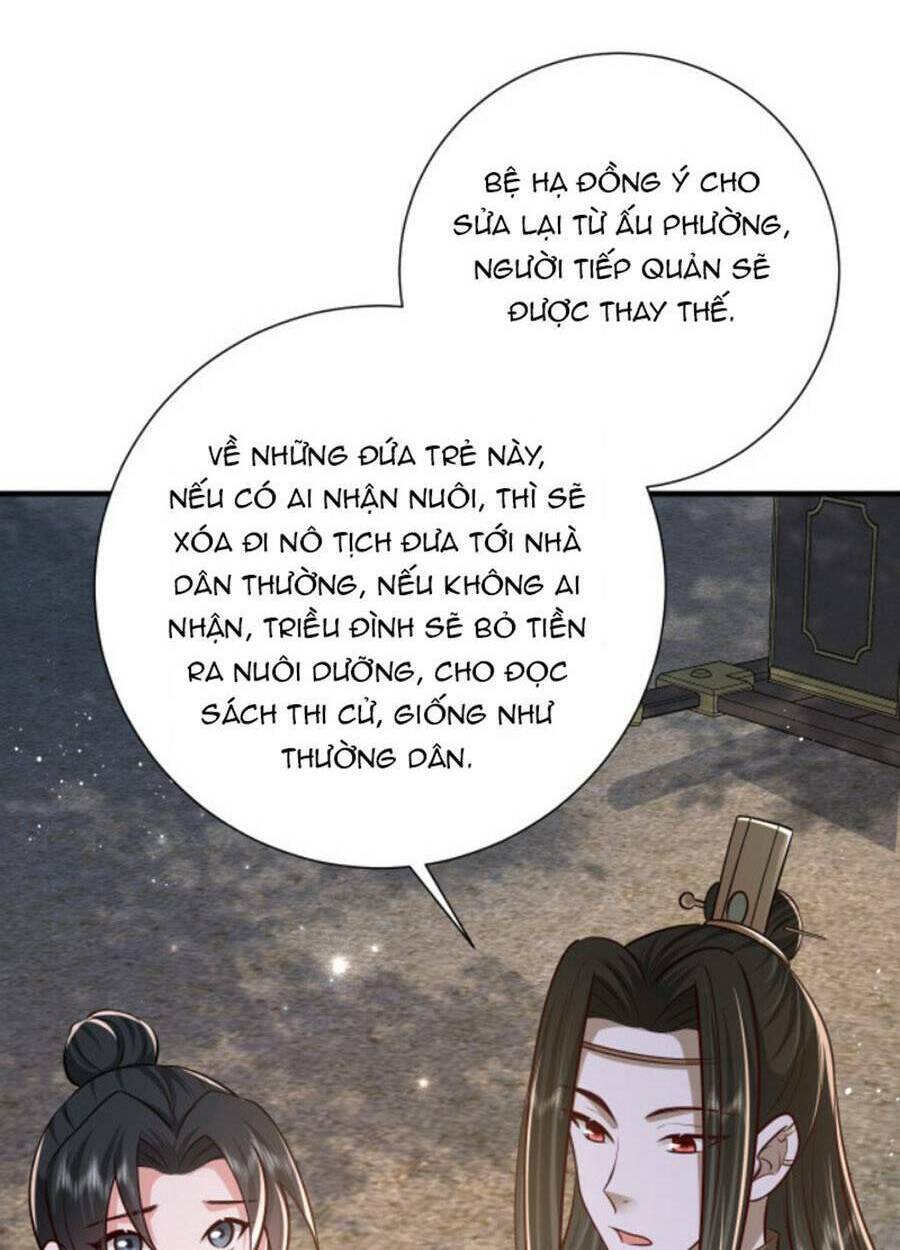 BỆ HẠ ĐỒNG Ý CHO
SỬA LẠI TỪ ẤU PHƯỜNG,
NGƯỜI TIẾP QUẢN SẼ
ĐƯỢC THAY THẾ.
VỀ NHỮNG ĐỨA TRẺ NÀY,
NẾU CÓ AI NHẬN NUÔI, THÌ SẼ
XÓA ĐI NÔ TỊCH ĐƯA TỚI NHÀ
DÂN THƯỜNG, NẾU KHÔNG AI
NHẬN, TRIỀU ĐÌNH SẼ BỎ TIỀN
RA NUÔI DƯỠNG, CHO ĐỌC
SÁCH THI CỬ, GIỐNG NHƯ
THƯỜNG DÂN.